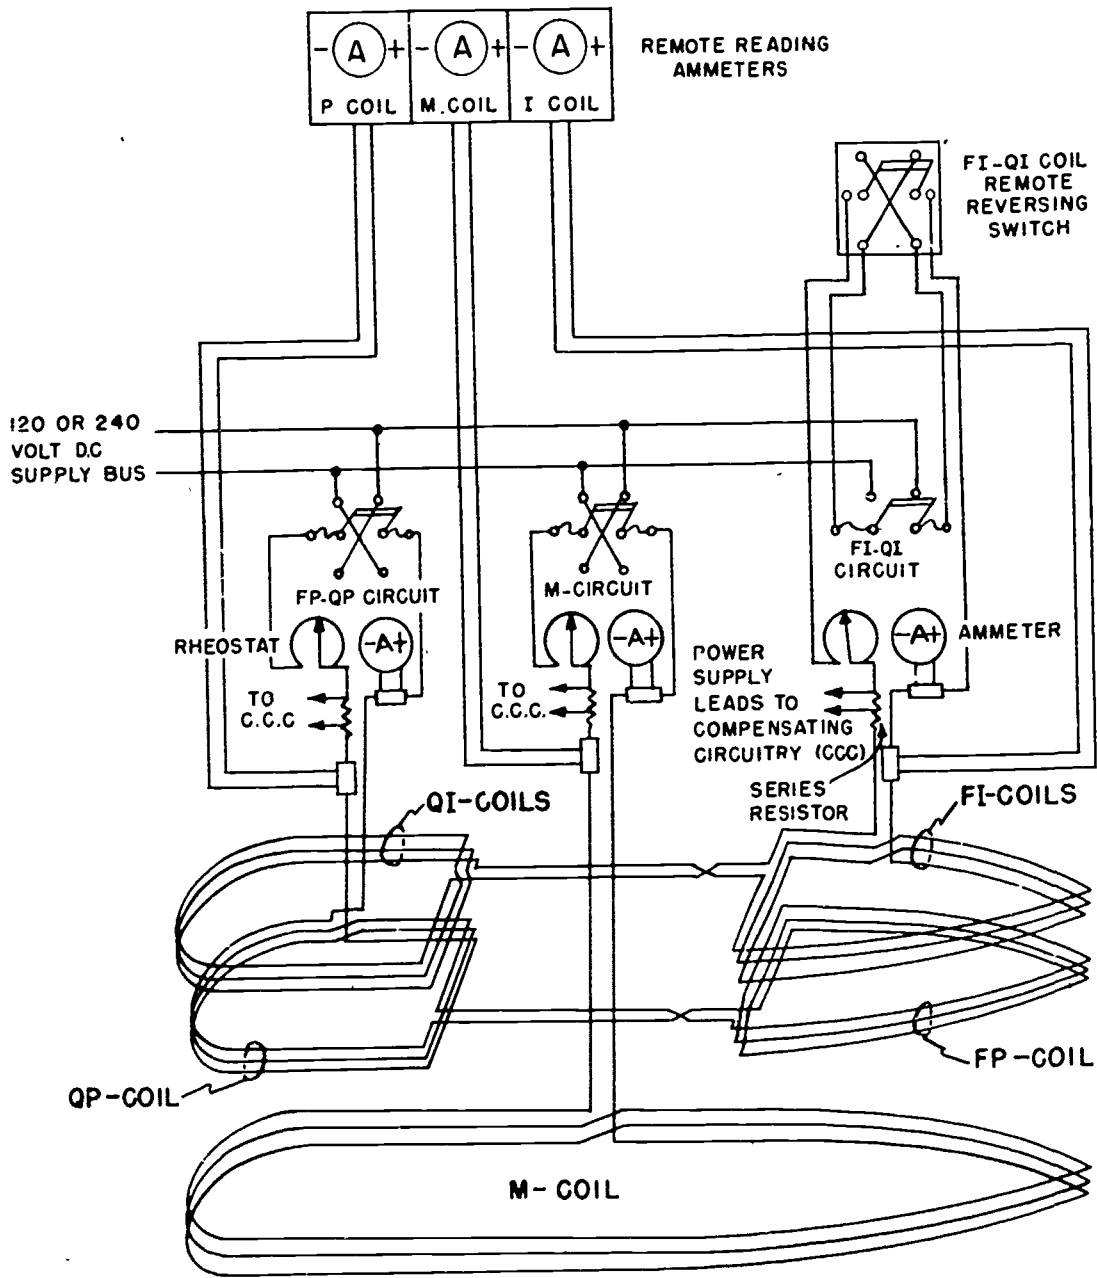 - A + - A + - A +
P COIL M.COIL I COIL
REMOTE READING
AMMETERS
FI-QI COIL
REMOTE
REVERSING
SWITCH
120 OR 240
VOLT D.C
SUPPLY BUS
FP-QP CIRCUIT
M-CIRCUIT
FI-QI
CIRCUIT
RHEOSTAT
-A+
-A+
-A+
AMMETER
TO
C.C.C
TO
C.C.C.
POWER
SUPPLY
LEADS TO
COMPENSATING
CIRCUITRY (CCC)
SERIES
RESISTOR
QI-COILS
FI-COILS
QP-COIL
FP-COIL
M-COIL